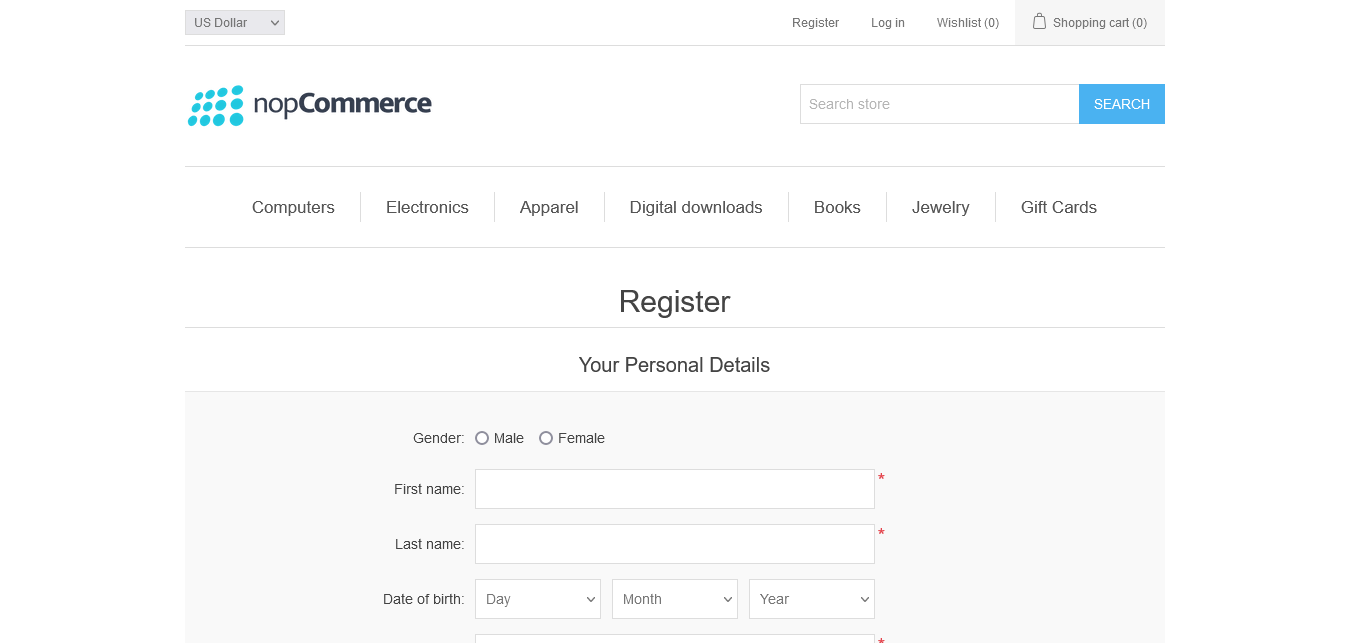 US Dollar
Register
Log in
Wishlist (0)
Shopping cart (0)
nopCommerce
Search store
SEARCH
Computers
Electronics
Apparel
Digital downloads
Books
Jewelry
Gift Cards
Register
Your Personal Details
Gender: Male Female
First name: *
Last name: *
Date of birth: Day Month Year
*